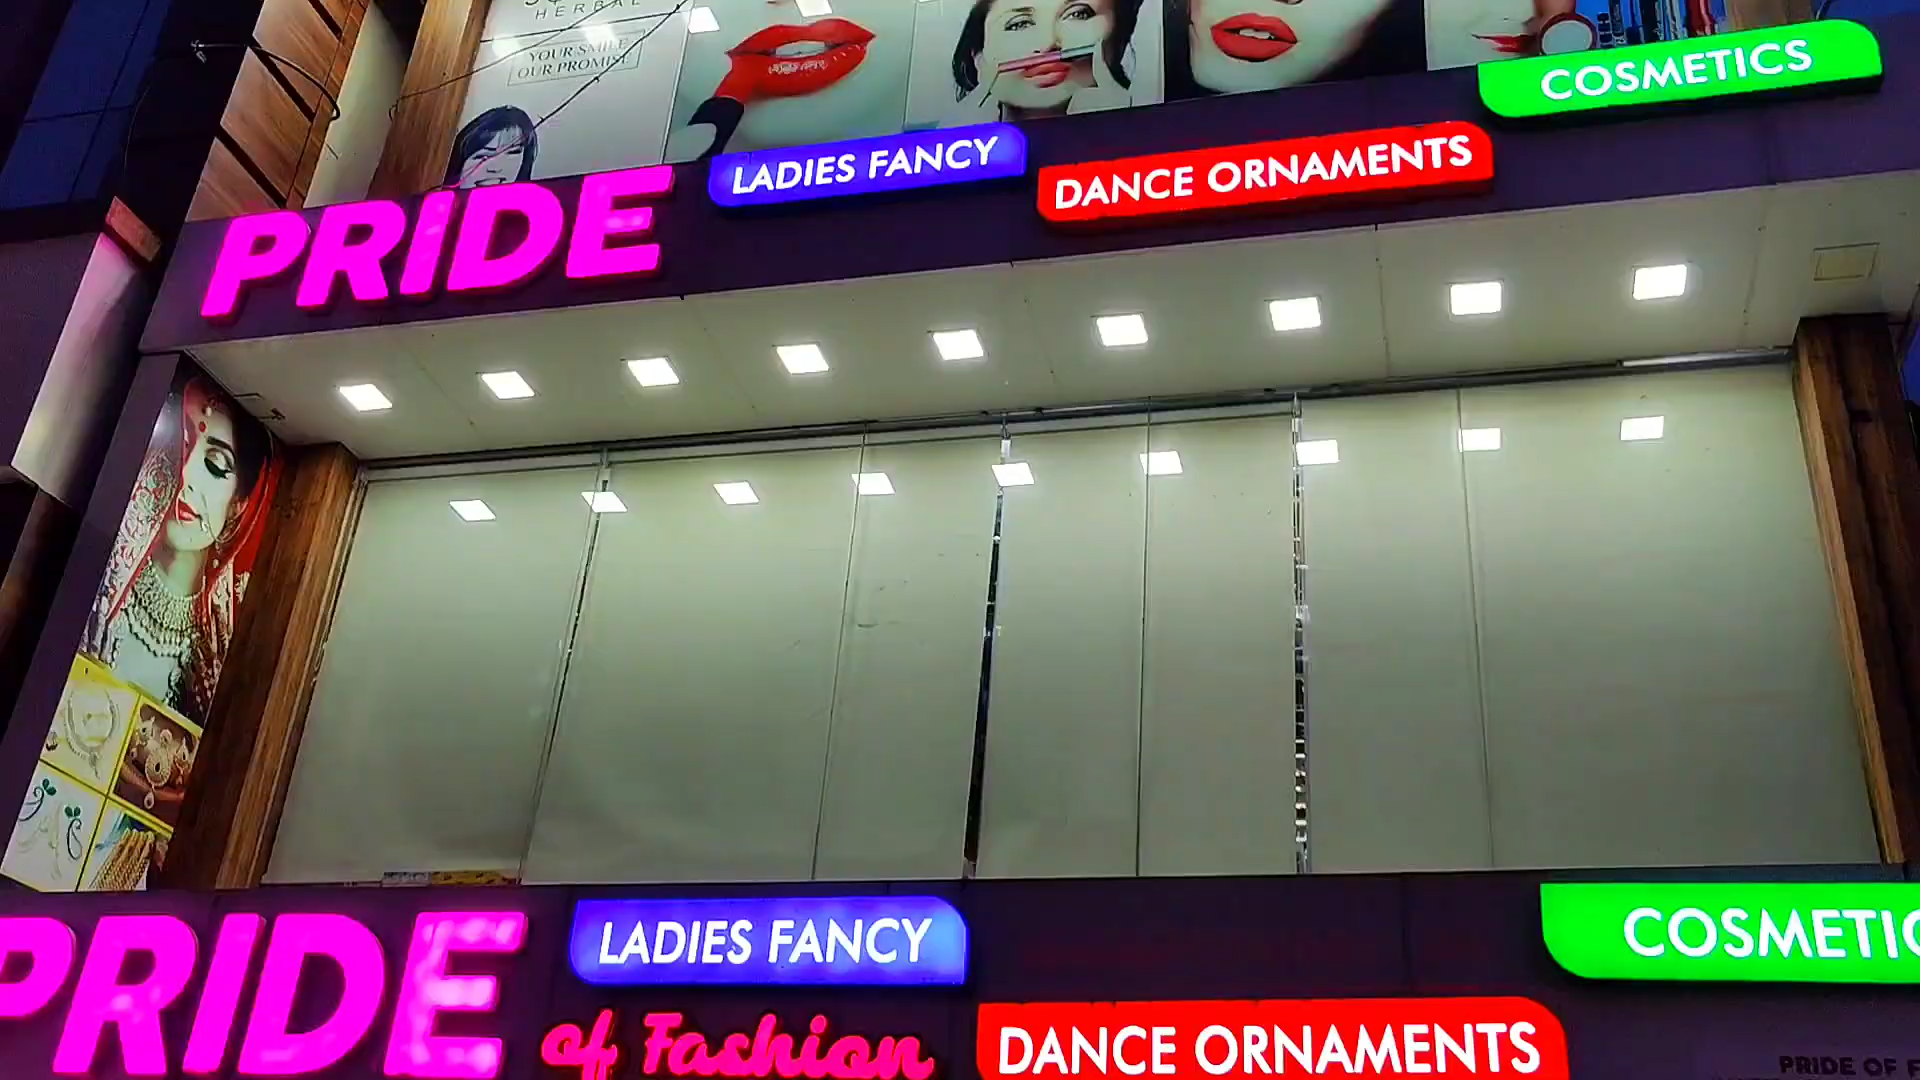 HERBAL
YOUR SMILE
OUR PROMISE
COSMETICS
LADIES FANCY
DANCE ORNAMENTS
PRIDE
LADIES FANCY
COSMETIC
PRIDE
of Fashion
DANCE ORNAMENTS
PRIDE OF F